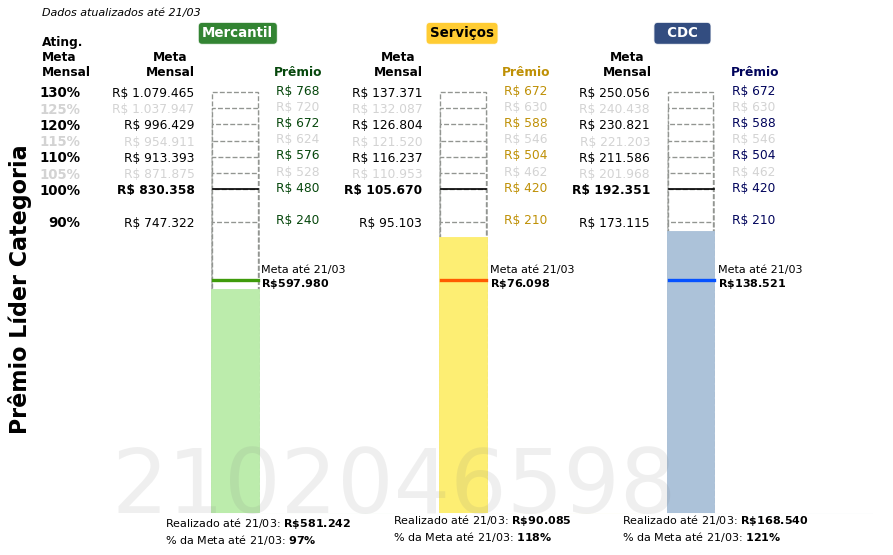 Dados atualizados até 21/03
Mercantil Serviços CDC
Ating. Meta Mensal Meta Mensal Prêmio Meta Mensal Prêmio Meta Mensal Prêmio
130% R$ 1.079.465 R$ 768 R$ 137.371 R$ 672 R$ 250.056 R$ 672
125% R$ 1.037.947 R$ 720 R$ 132.087 R$ 630 R$ 240.438 R$ 630
120% R$ 996.429 R$ 672 R$ 126.804 R$ 588 R$ 230.821 R$ 588
115% R$ 954.911 R$ 624 R$ 121.520 R$ 546 R$ 221.203 R$ 546
110% R$ 913.393 R$ 576 R$ 116.237 R$ 504 R$ 211.586 R$ 504
105% R$ 871.875 R$ 528 R$ 110.953 R$ 462 R$ 201.968 R$ 462
100% R$ 830.358 R$ 480 R$ 105.670 R$ 420 R$ 192.351 R$ 420
90% R$ 747.322 R$ 240 R$ 95.103 R$ 210 R$ 173.115 R$ 210
Prêmio Líder Categoria
Meta até 21/03 Meta até 21/03 Meta até 21/03
R$597.980 R$76.098 R$138.521
2102046598
Realizado até 21/03: R$581.242 Realizado até 21/03: R$90.085 Realizado até 21/03: R$168.540
% da Meta até 21/03: 97% % da Meta até 21/03: 118% % da Meta até 21/03: 121%